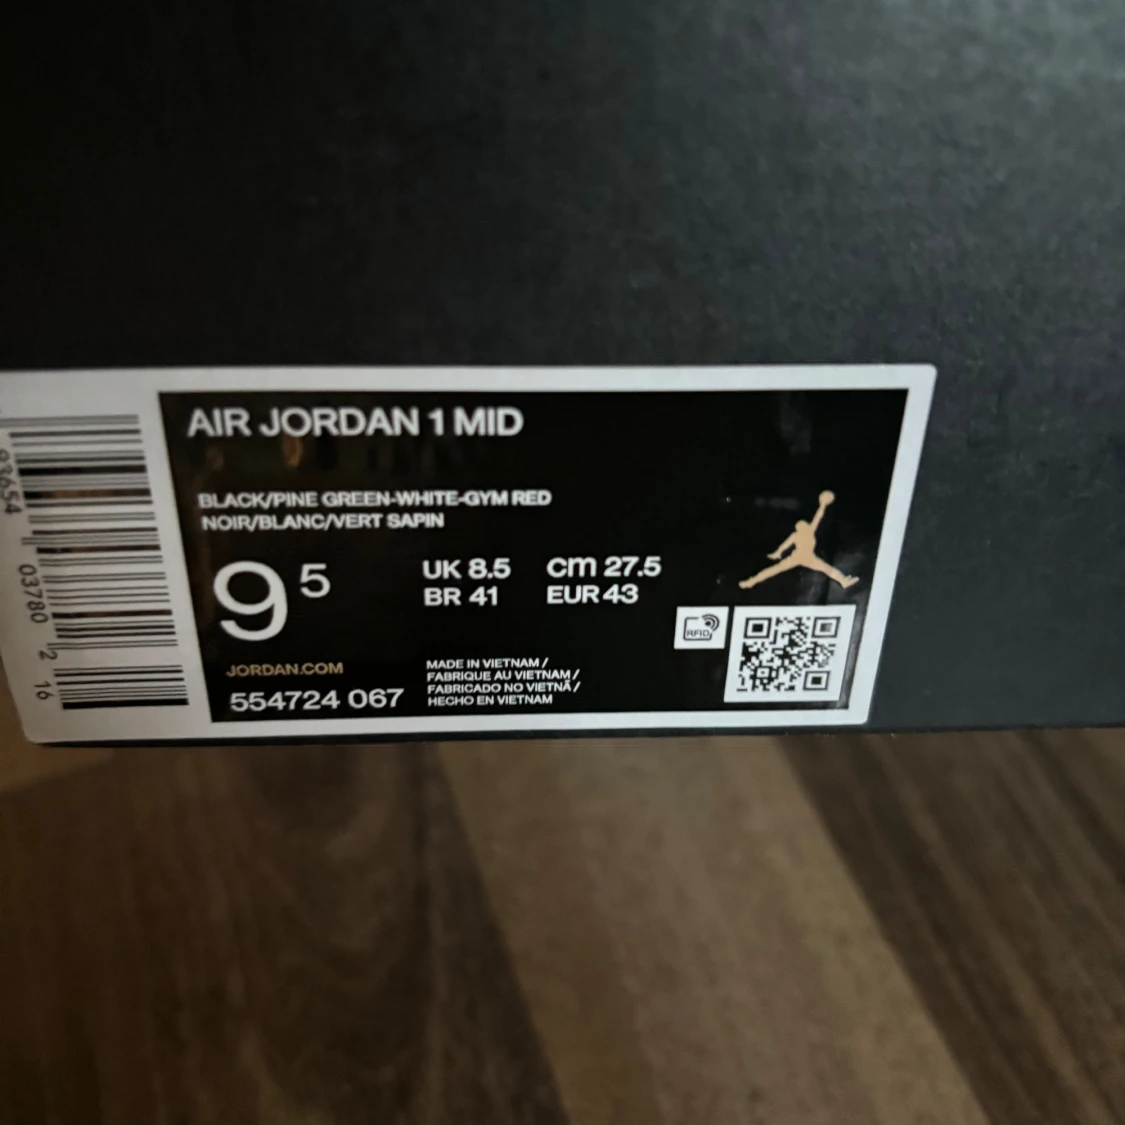 AIR JORDAN 1 MID
BLACK/PINE GREEN-WHITE-GYM RED
NOIR/BLANC/VERT SAPIN
9 5
UK 8.5
BR 41
cm 27.5
EUR 43
RFID
JORDAN.COM
554724 067
MADE IN VIETNAM /
FABRIQUE AU VIETNAM /
FABRICADO NO VIETNÃ /
HECHO EN VIETNAM
03780 2 16